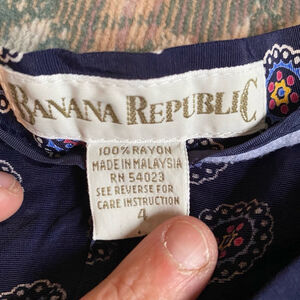 BANANA REPUBLIC
100% RAYON
MADE IN MALAYSIA
RN 54023
SEE REVERSE FOR
CARE INSTRUCTION
4